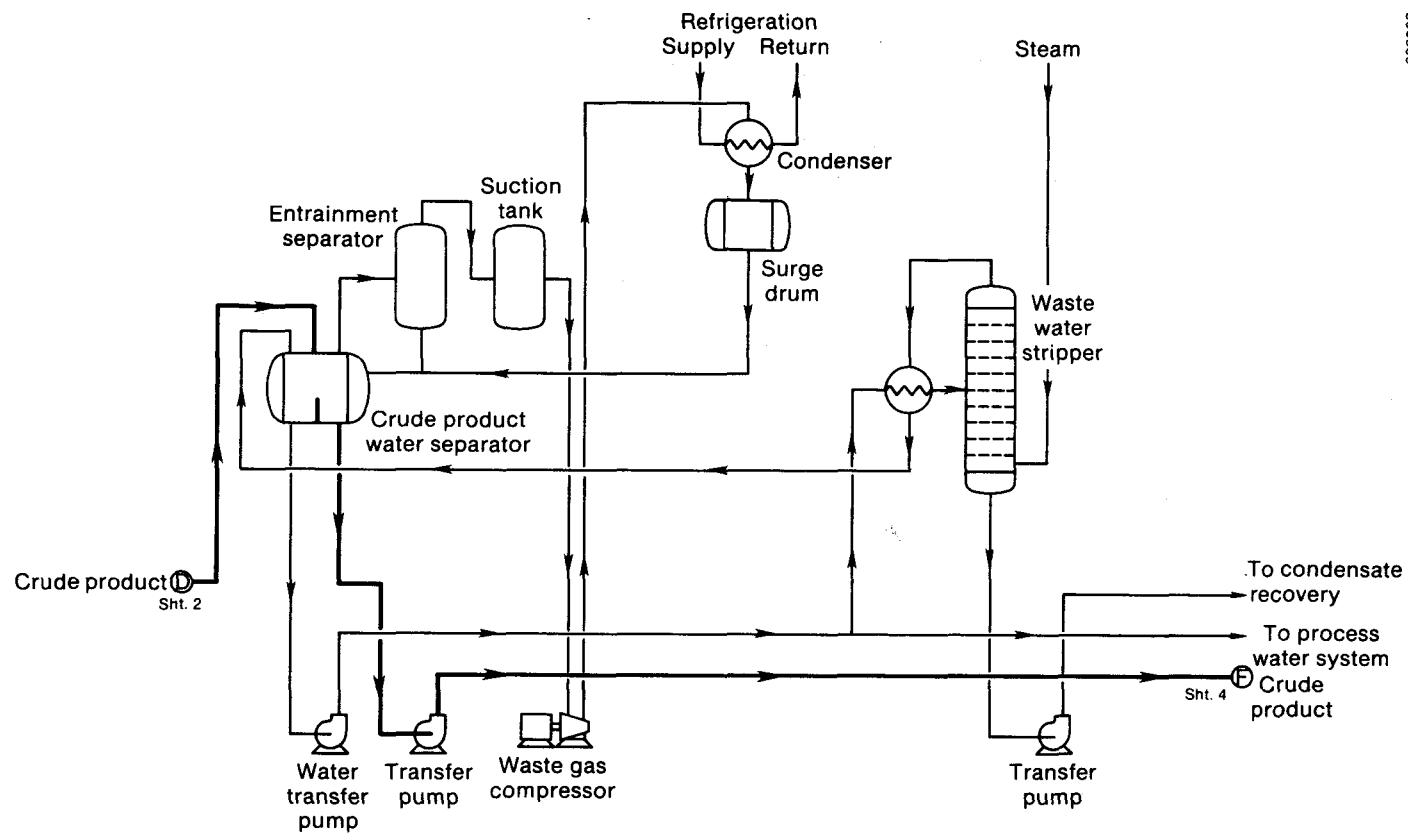 Refrigeration
Supply Return
Steam
Condenser
Suction
tank
Entrainment
separator
Surge
drum
Waste
water
stripper
Crude product
water separator
Crude product D
Sht. 2
To condensate
recovery
To process
water system
Sht. 4 F Crude
product
Water
transfer
pump
Transfer
pump
Waste gas
compressor
Transfer
pump